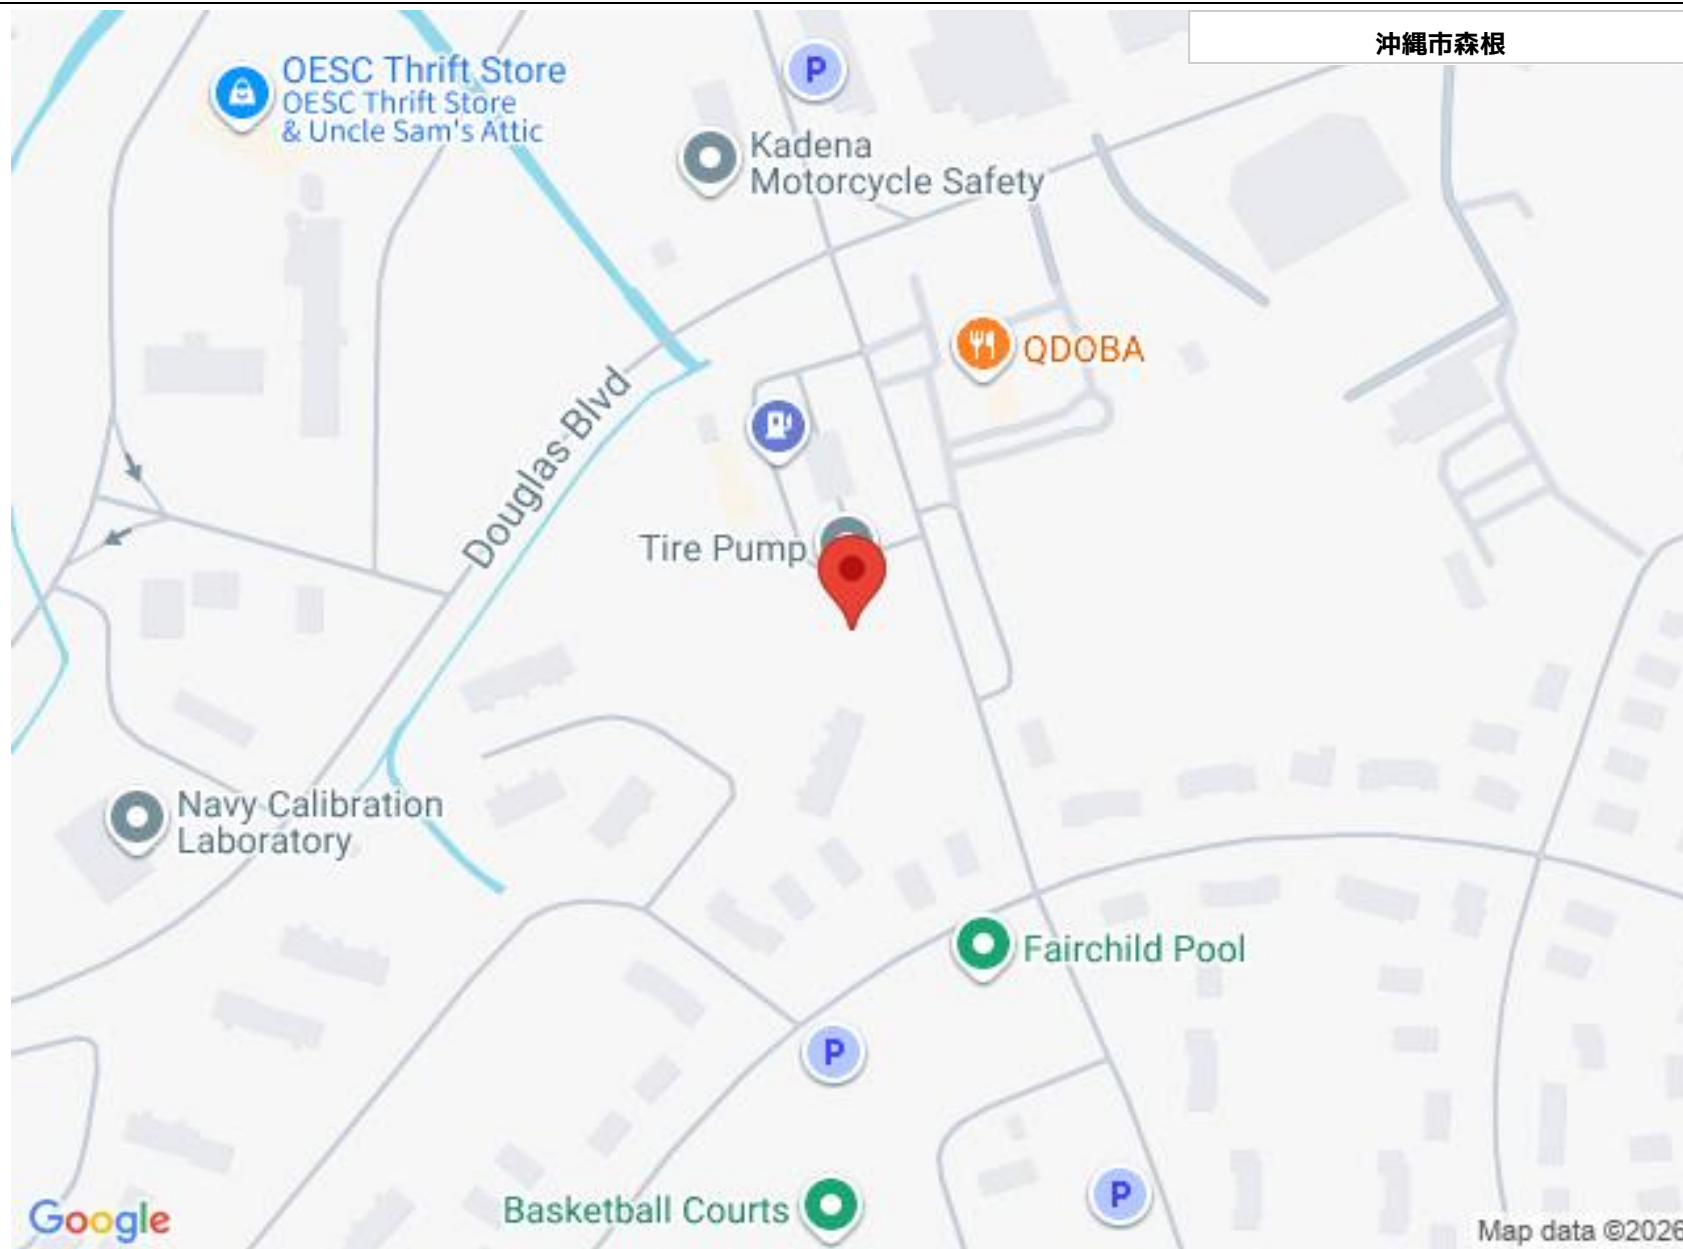 沖縄市森根
OESC Thrift Store
OESC Thrift Store
& Uncle Sam's Attic
P
Kadena
Motorcycle Safety
QDOBA
Douglas Blvd
Tire Pump
Navy Calibration
Laboratory
Fairchild Pool
P
P
Basketball Courts
Google
Map data ©2026